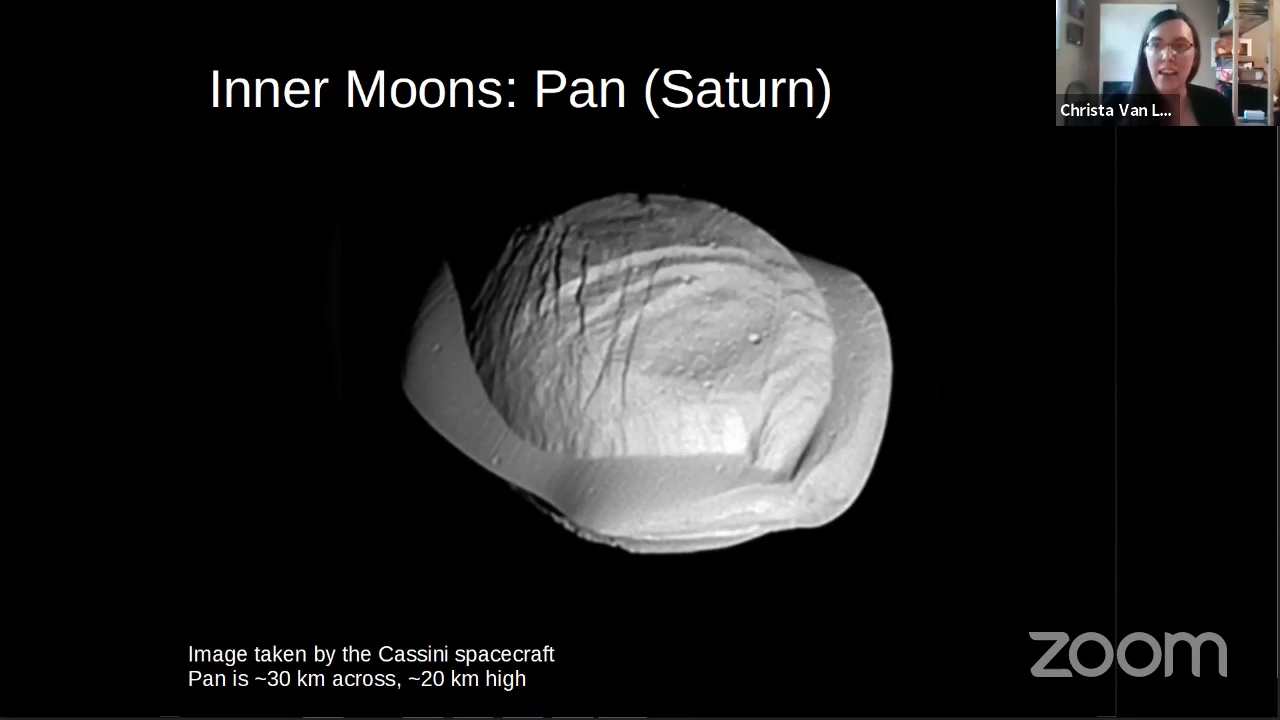 Inner Moons: Pan (Saturn)
Christa Van L...
Image taken by the Cassini spacecraft
Pan is ~30 km across, ~20 km high
zoom